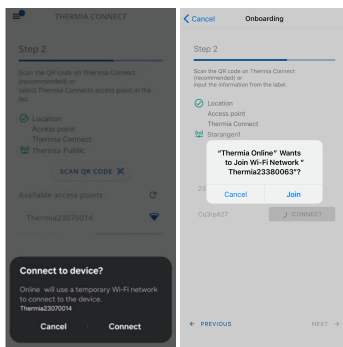 THERMIA CONNECT
Step 2
Scan the QR code on Thermia Connect
(recommended) or
select Thermia Connects access point in the
list.
Location
Access point
Thermia Connect
Thermia Public
SCAN QR CODE
Available access points:
Thermia23070014
Connect to device?
Online will use a temporary Wi-Fi network
to connect to the device.
Thermia23070014
Cancel
Connect
Cancel
Onboarding
Step 2
Scan the QR code on Thermia Connect
(recommended) or
input the information from the label.
Location
Access point
Thermia Connect
"Thermia Online" Wants
to Join Wi-Fi Network "
Thermia23380063"?
Cancel
Join
CONNECT
PREVIOUS
NEXT